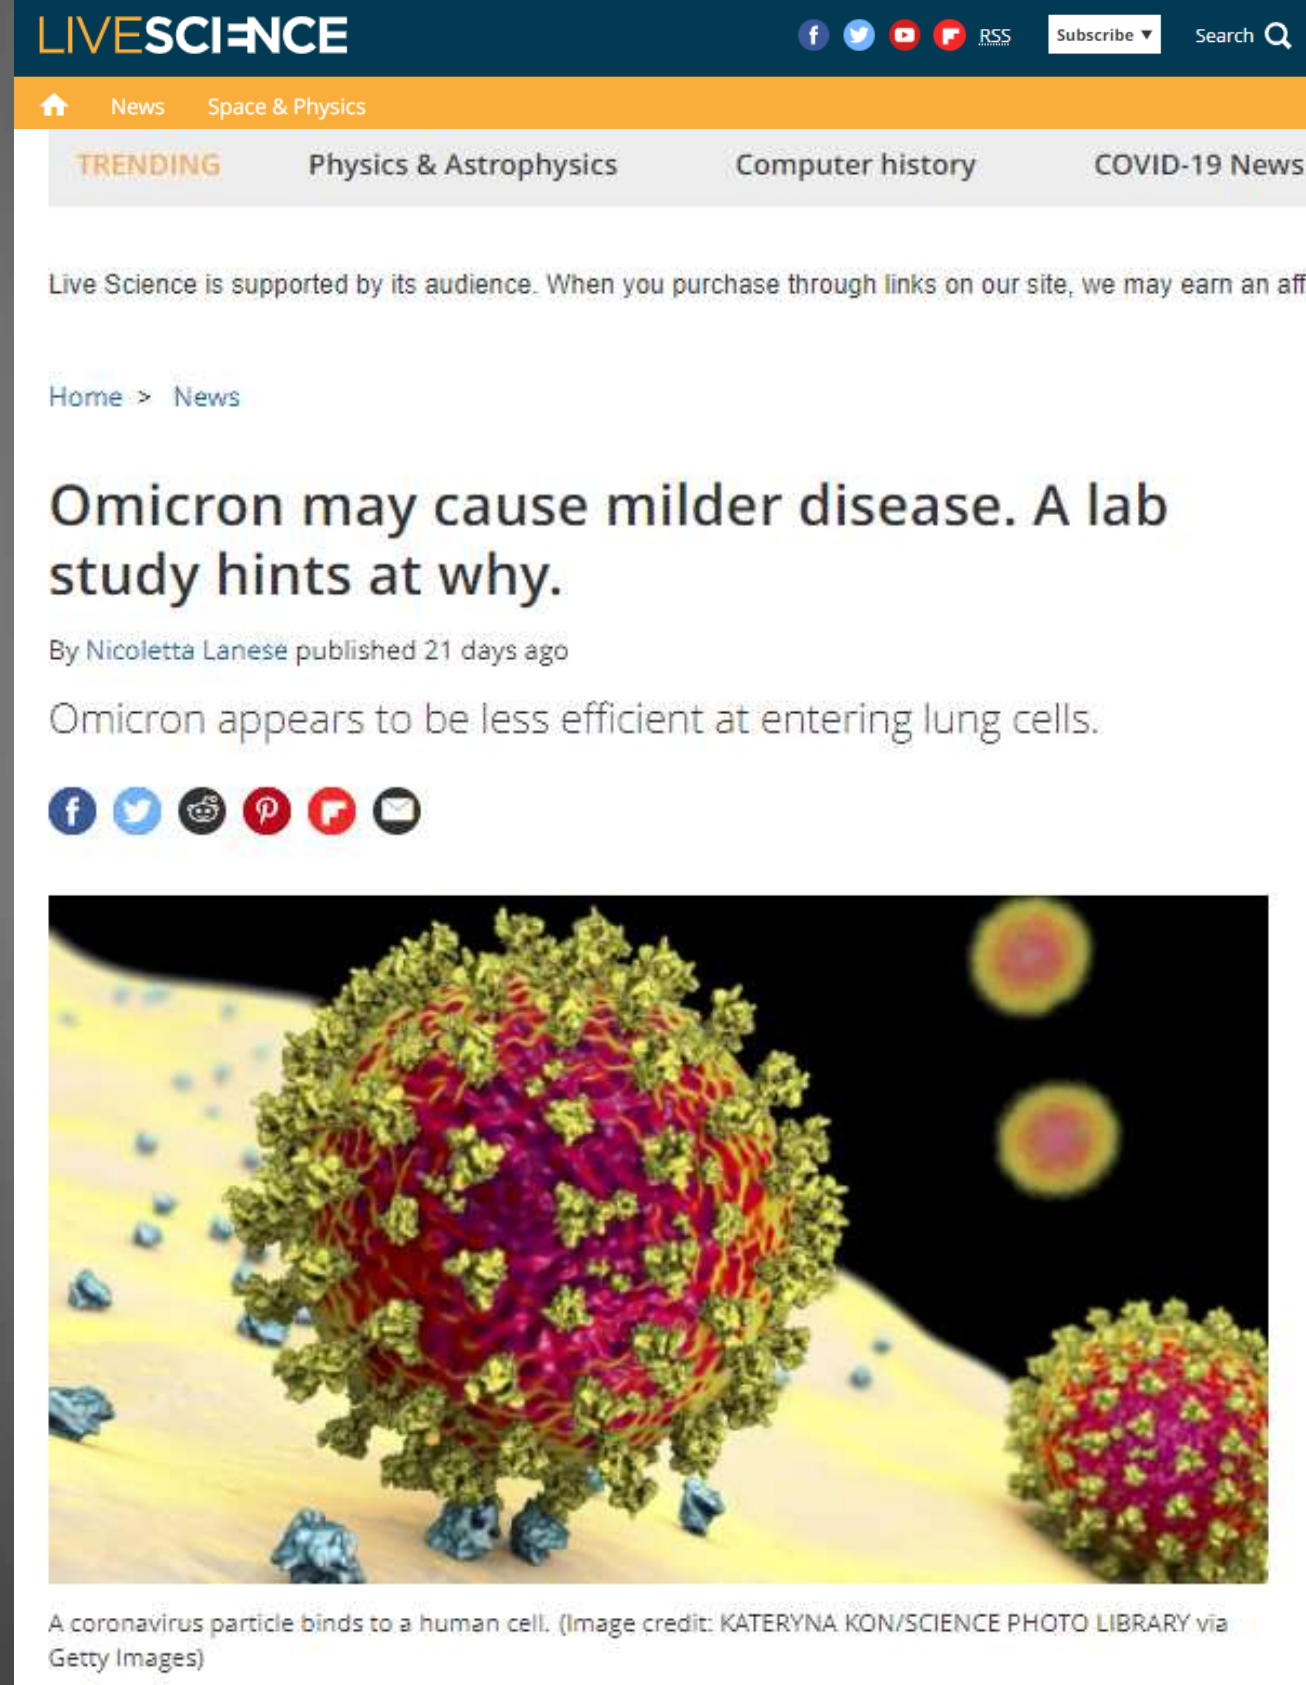 LIVESCIENCE
RSS
Subscribe ▼
Search
News Space & Physics
TRENDING Physics & Astrophysics Computer history COVID-19 News
Live Science is supported by its audience. When you purchase through links on our site, we may earn an aff
Home > News
Omicron may cause milder disease. A lab
study hints at why.
By Nicoletta Lanese published 21 days ago
Omicron appears to be less efficient at entering lung cells.
A coronavirus particle binds to a human cell. (Image credit: KATERYNA KON/SCIENCE PHOTO LIBRARY via
Getty Images)